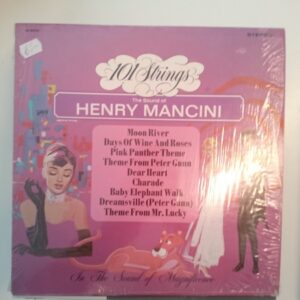 STEREO
101 Strings
The Sound of
HENRY MANCINI
Moon River
Days Of Wine And Roses
Pink Panther Theme
Theme From Peter Gunn
Dear Heart
Charade
Baby Elephant Walk
Dreamsville (Peter Gunn)
Theme From Mr. Lucky
In The Sound of Magnificence